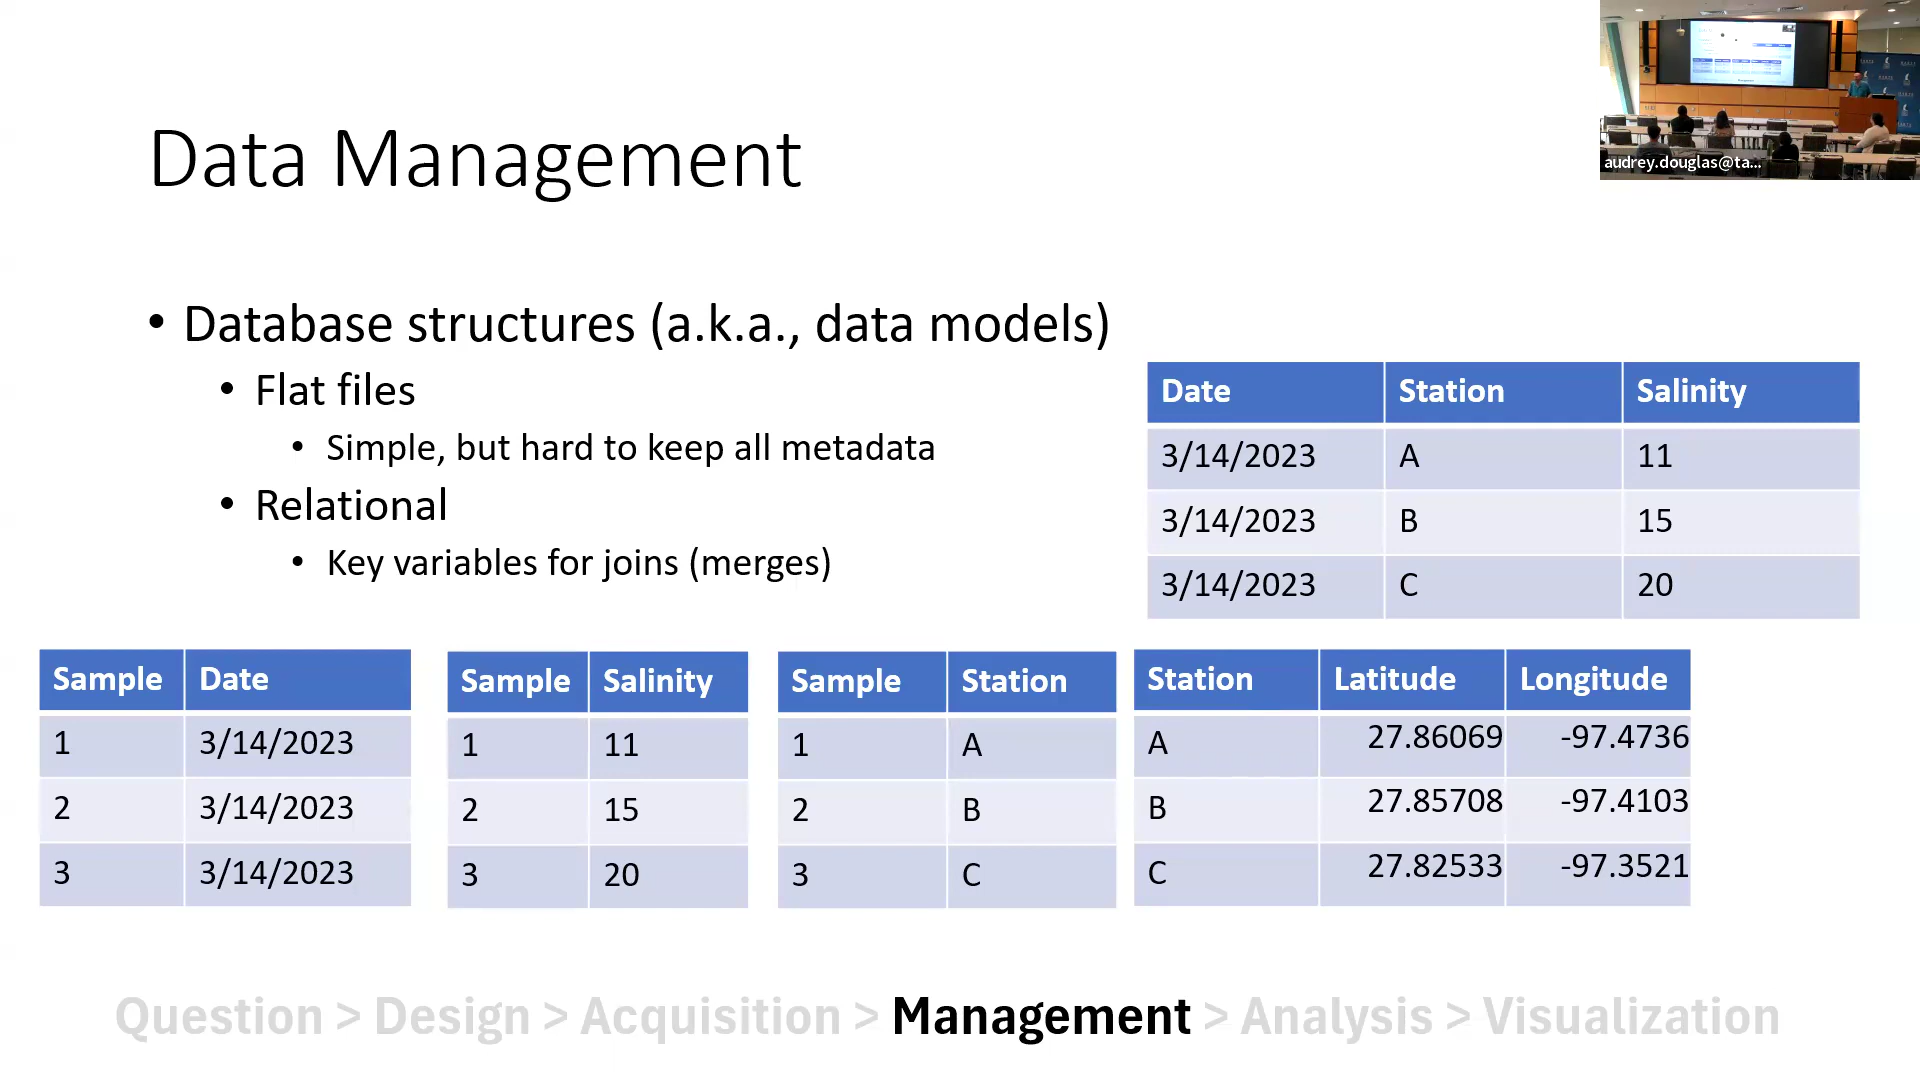 Data Management
audrey.douglas@ta...
• Database structures (a.k.a., data models)
• Flat files
• Simple, but hard to keep all metadata
• Relational
• Key variables for joins (merges)
Date Station Salinity
3/14/2023 A 11
3/14/2023 B 15
3/14/2023 C 20
Sample Date
1 3/14/2023
2 3/14/2023
3 3/14/2023
Sample Salinity
1 11
2 15
3 20
Sample Station
1 A
2 B
3 C
Station Latitude Longitude
A 27.86069 -97.4736
B 27.85708 -97.4103
C 27.82533 -97.3521
Question > Design > Acquisition > Management > Analysis > Visualization